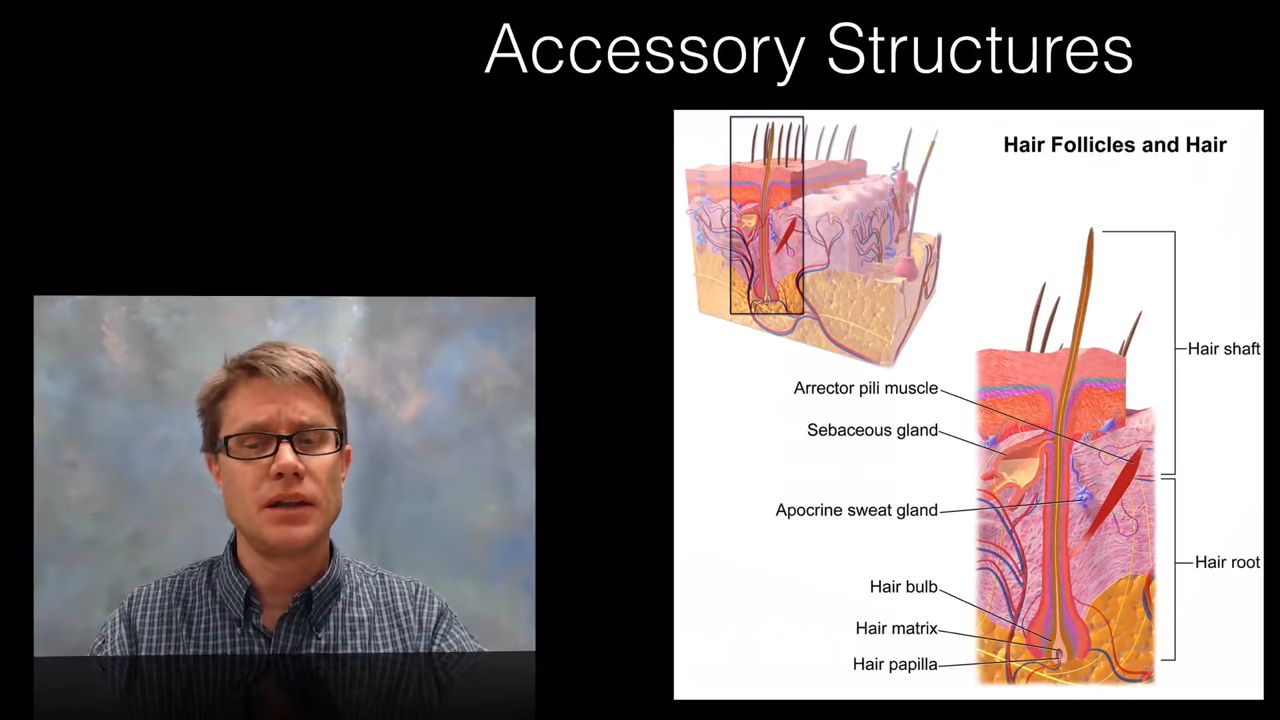 Accessory Structures
Hair Follicles and Hair
Hair shaft
Arrector pili muscle
Sebaceous gland
Apocrine sweat gland
Hair root
Hair bulb
Hair matrix
Hair papilla